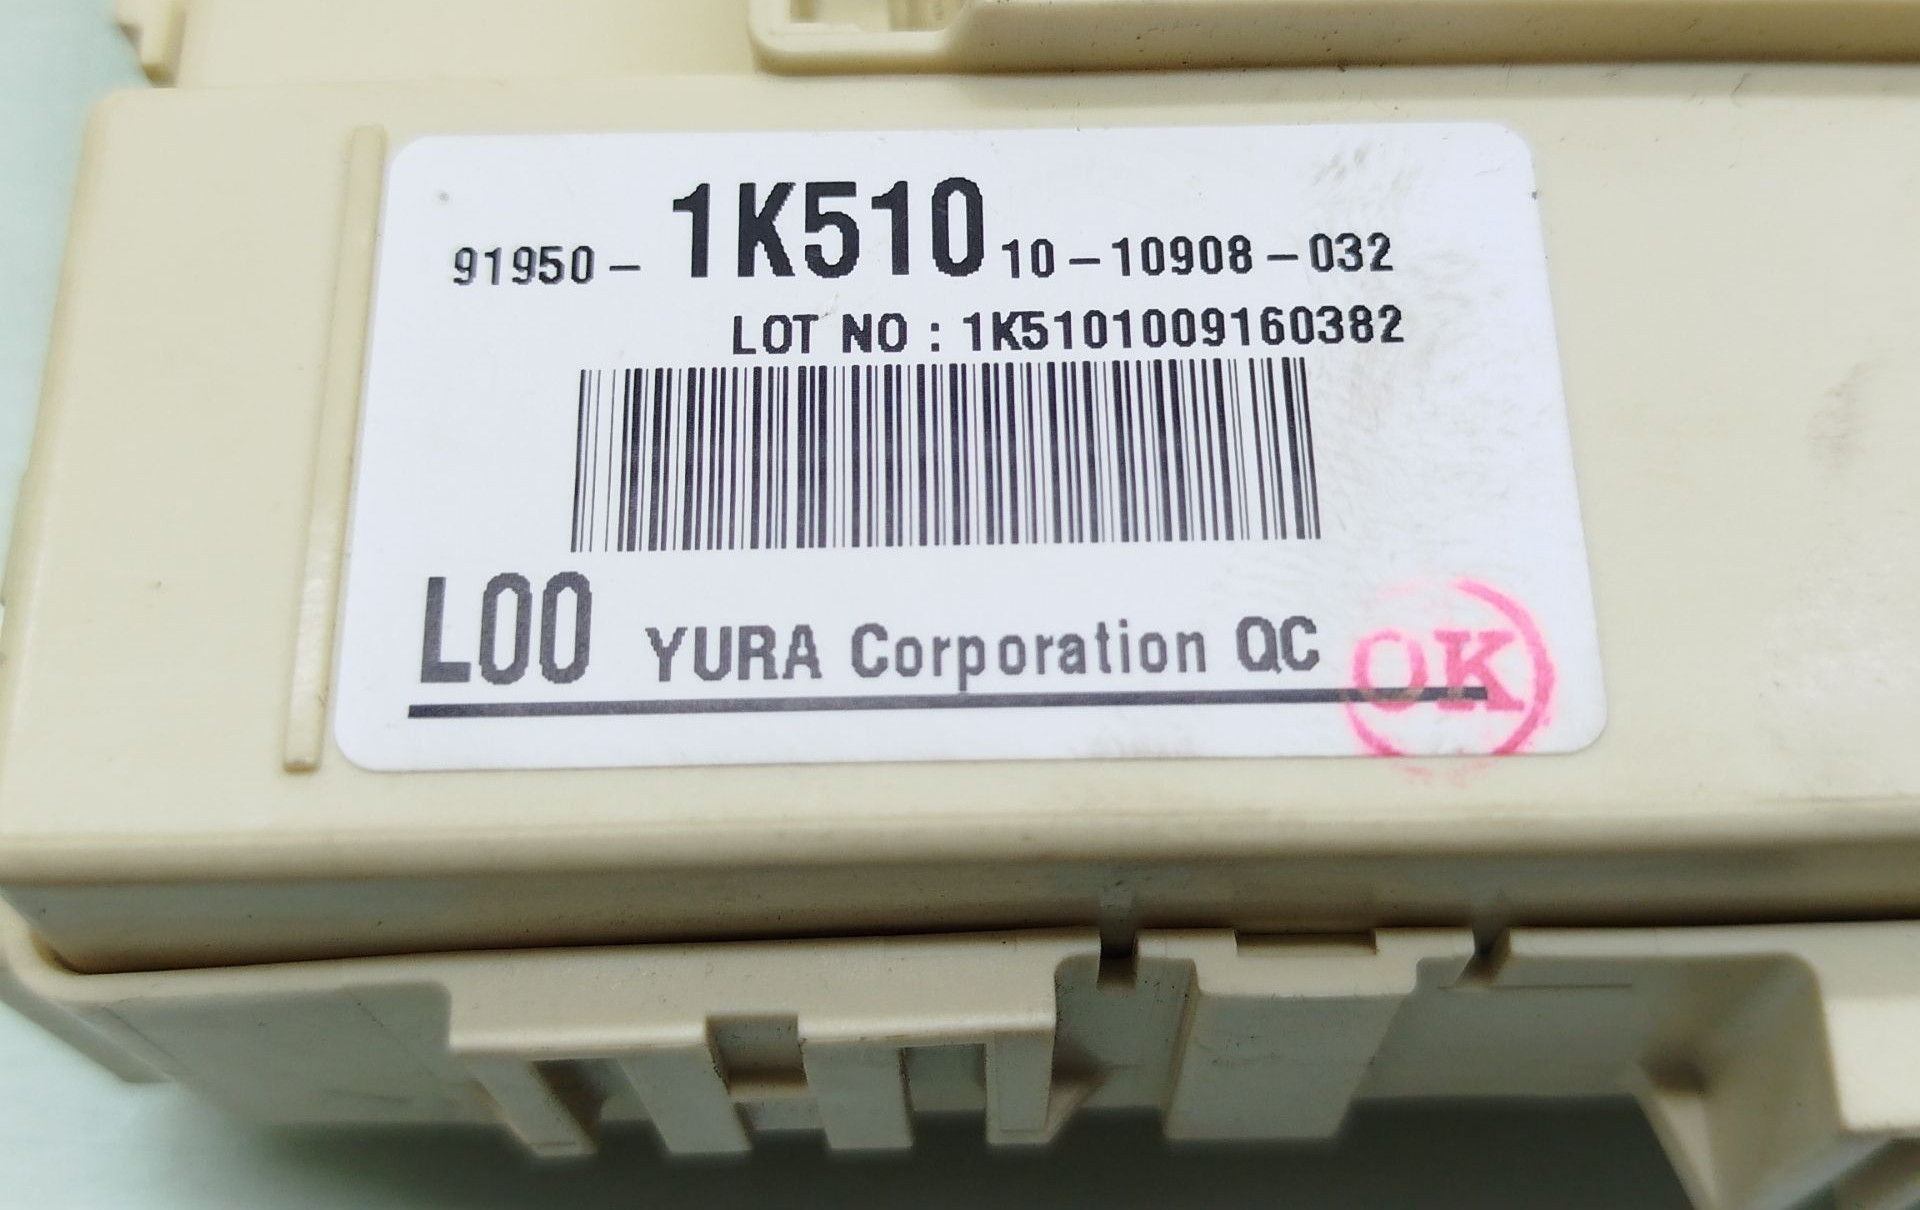 91950-1K510 10-10908-032
LOT NO : 1K5101009160382
L00 YURA Corporation QC OK